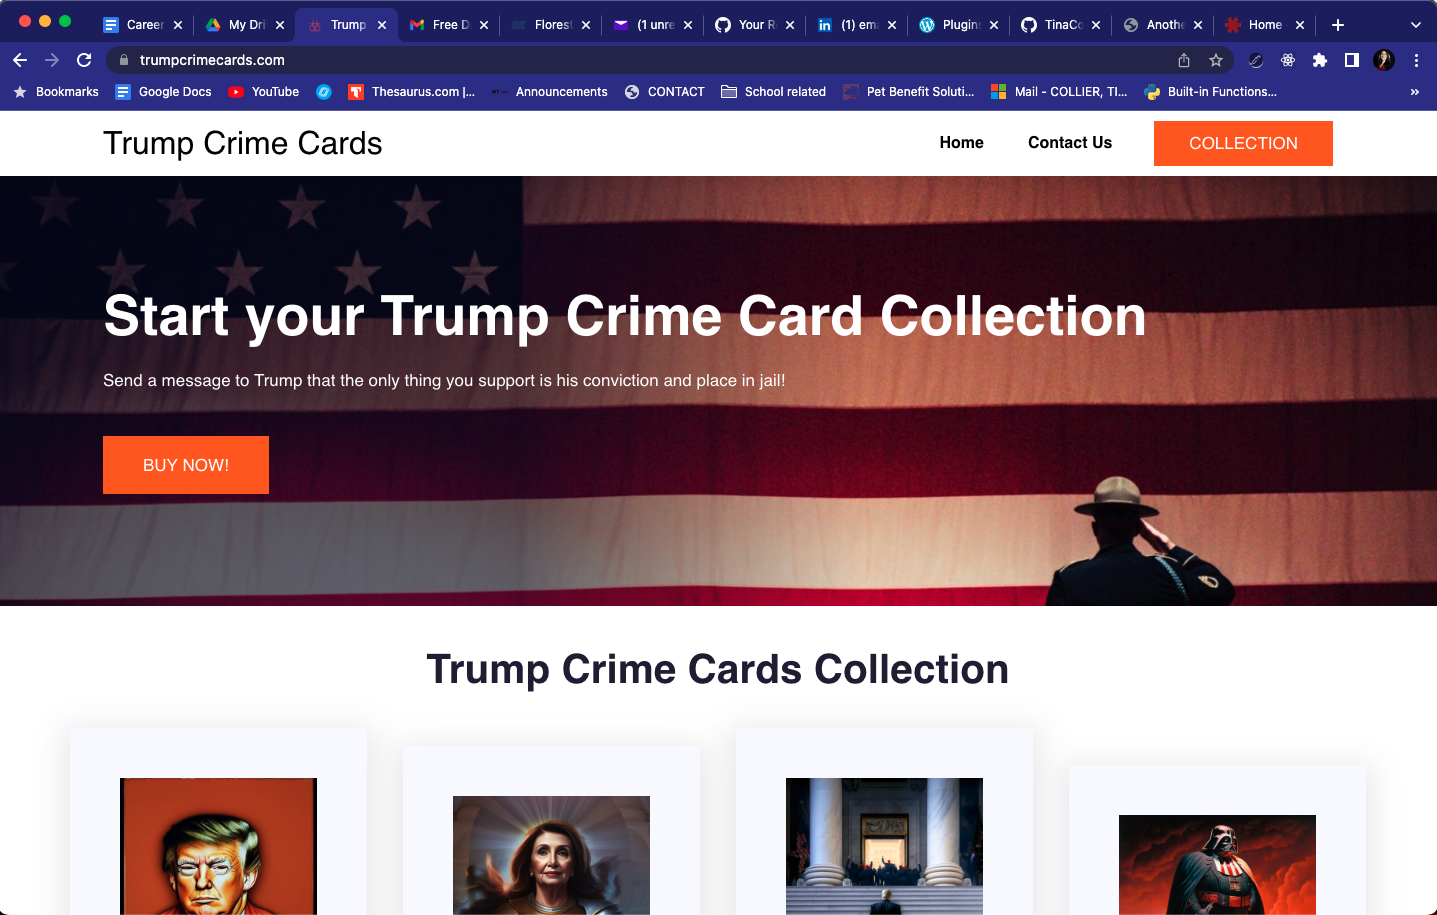 Career
My Dri
Trump
Free D
Florest
(1 unre
Your R
(1) em
Plugin
TinaCo
Anothe
Home
trumpcrimecards.com
Bookmarks
Google Docs
YouTube
Thesaurus.com |...
Announcements
CONTACT
School related
Pet Benefit Soluti...
Mail - COLLIER, TI...
Built-in Functions...
»
Trump Crime Cards
Home
Contact Us
COLLECTION
Start your Trump Crime Card Collection
Send a message to Trump that the only thing you support is his conviction and place in jail!
BUY NOW!
Trump Crime Cards Collection